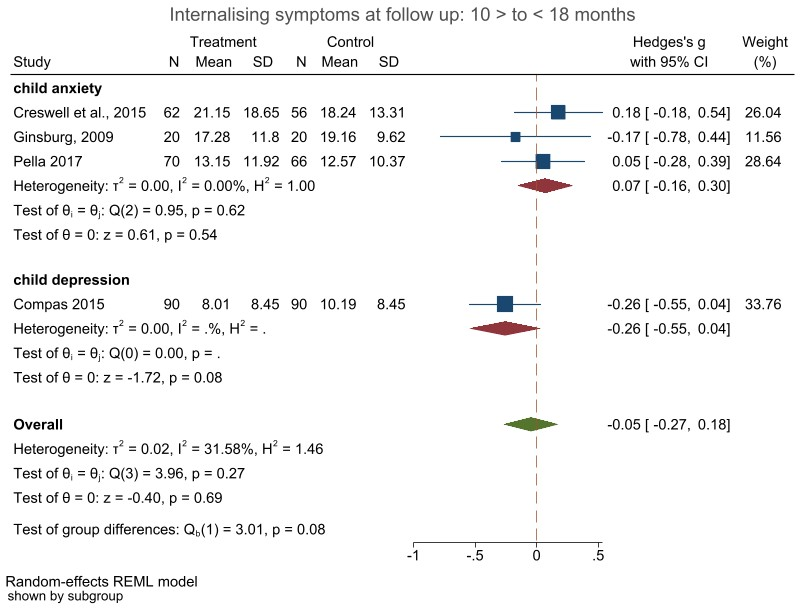 Internalising symptoms at follow up: 10 > to < 18 months
Treatment Control Hedges's g Weight
Study N Mean SD N Mean SD with 95% CI (%)
child anxiety
Creswell et al., 2015 62 21.15 18.65 56 18.24 13.31 0.18 [ -0.18, 0.54] 26.04
Ginsburg, 2009 20 17.28 11.8 20 19.16 9.62 -0.17 [ -0.78, 0.44] 11.56
Pella 2017 70 13.15 11.92 66 12.57 10.37 0.05 [ -0.28, 0.39] 28.64
Heterogeneity: τ² = 0.00, I² = 0.00%, H² = 1.00 0.07 [ -0.16, 0.30]
Test of θᵢ = θⱼ: Q(2) = 0.95, p = 0.62
Test of θ = 0: z = 0.61, p = 0.54
child depression
Compas 2015 90 8.01 8.45 90 10.19 8.45 -0.26 [ -0.55, 0.04] 33.76
Heterogeneity: τ² = 0.00, I² = .%, H² = . -0.26 [ -0.55, 0.04]
Test of θᵢ = θⱼ: Q(0) = 0.00, p = .
Test of θ = 0: z = -1.72, p = 0.08
Overall -0.05 [ -0.27, 0.18]
Heterogeneity: τ² = 0.02, I² = 31.58%, H² = 1.46
Test of θᵢ = θⱼ: Q(3) = 3.96, p = 0.27
Test of θ = 0: z = -0.40, p = 0.69
Test of group differences: Q_b(1) = 3.01, p = 0.08
-1 -.5 0 .5
Random-effects REML model
shown by subgroup